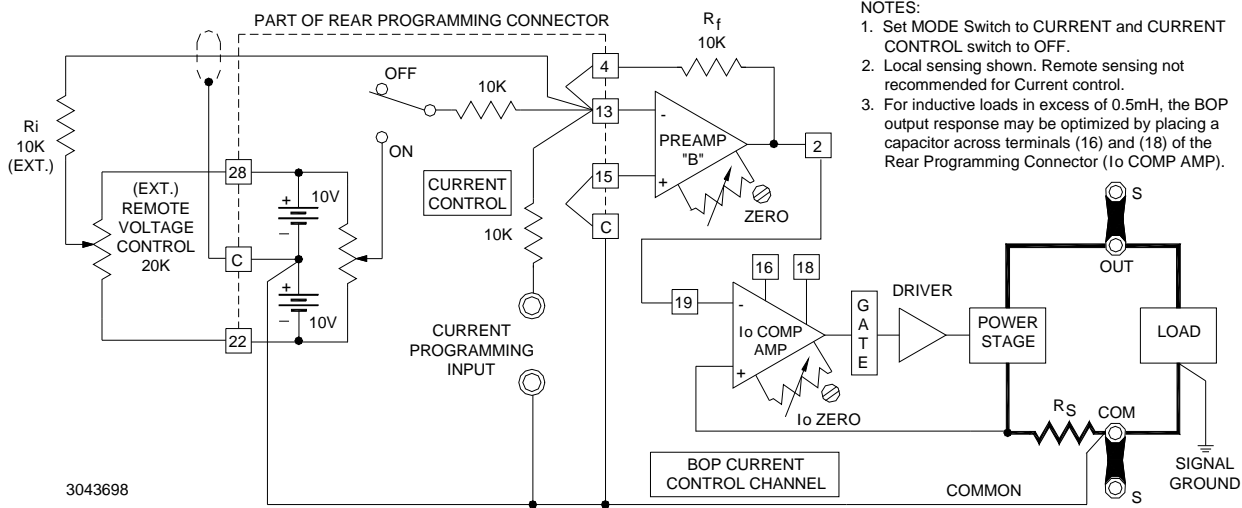 PART OF REAR PROGRAMMING CONNECTOR
Rf
10K
NOTES:
1. Set MODE Switch to CURRENT and CURRENT
CONTROL switch to OFF.
2. Local sensing shown. Remote sensing not
recommended for Current control.
3. For inductive loads in excess of 0.5mH, the BOP
output response may be optimized by placing a
capacitor across terminals (16) and (18) of the
Rear Programming Connector (Io COMP AMP).
4
OFF
10K
13
-
Ri
10K
(EXT.)
ON
PREAMP
"B"
2
28
15
+
(EXT.)
REMOTE
VOLTAGE
CONTROL
20K
+
10V
–
CURRENT
CONTROL
10K
ZERO
S
C
C
OUT
+
–
10V
16
18
19
-
DRIVER
22
CURRENT
PROGRAMMING
INPUT
Io COMP
AMP
+
GATE
POWER
STAGE
LOAD
Io ZERO
RS
COM
BOP CURRENT
CONTROL CHANNEL
SIGNAL
GROUND
3043698
COMMON
S